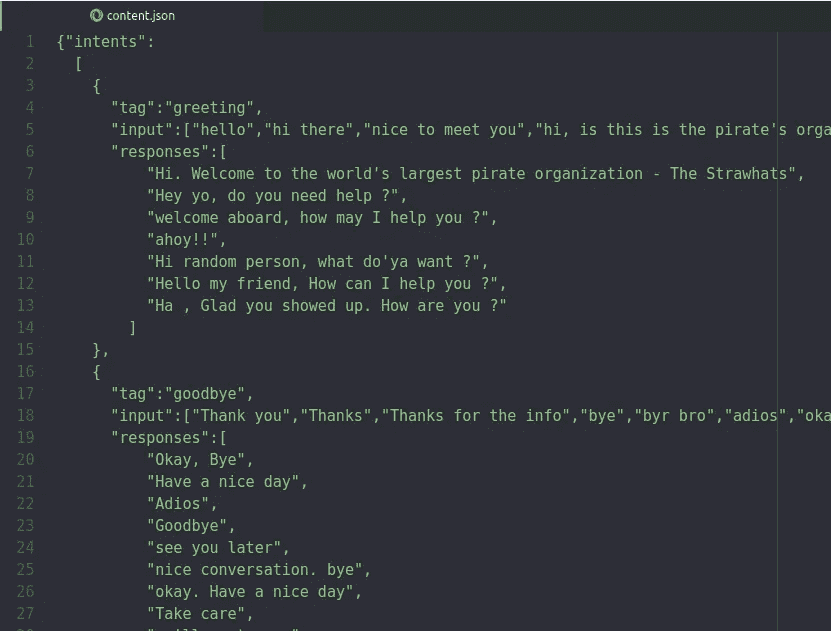 content.json
1 {"intents":
2 [
3 {
4 "tag":"greeting",
5 "input":["hello","hi there","nice to meet you","hi, is this is the pirate's orga
6 "responses":[
7 "Hi. Welcome to the world's largest pirate organization - The Strawhats",
8 "Hey yo, do you need help ?",
9 "welcome aboard, how may I help you ?",
10 "ahoy!!",
11 "Hi random person, what do'ya want ?",
12 "Hello my friend, How can I help you ?",
13 "Ha , Glad you showed up. How are you ?"
14 ]
15 },
16 {
17 "tag":"goodbye",
18 "input":["Thank you","Thanks","Thanks for the info","bye","byr bro","adios","oka
19 "responses":[
20 "Okay, Bye",
21 "Have a nice day",
22 "Adios",
23 "Goodbye",
24 "see you later",
25 "nice conversation. bye",
26 "okay. Have a nice day",
27 "Take care",